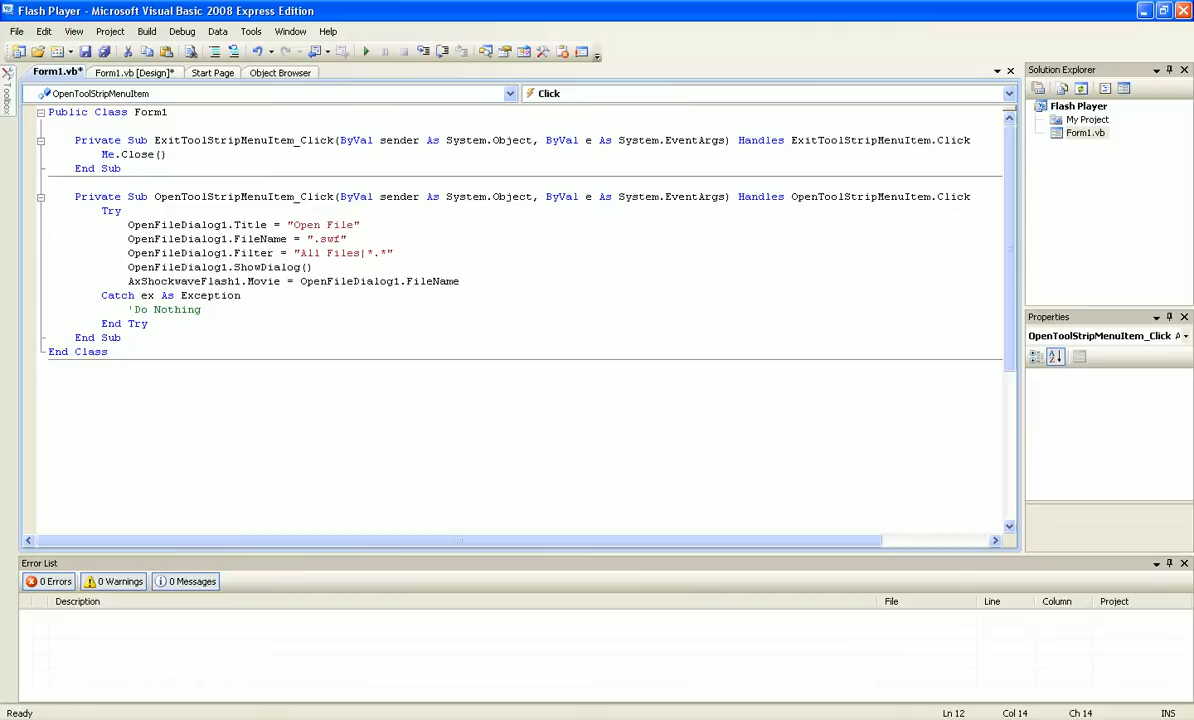 Flash Player - Microsoft Visual Basic 2008 Express Edition
File Edit View Project Build Debug Data Tools Window Help
Form1.vb* Form1.vb [Design]* Start Page Object Browser
Toolbox
OpenToolStripMenuItem Click
Public Class Form1
Private Sub ExitToolStripMenuItem_Click(ByVal sender As System.Object, ByVal e As System.EventArgs) Handles ExitToolStripMenuItem.Click
Me.Close()
End Sub
Private Sub OpenToolStripMenuItem_Click(ByVal sender As System.Object, ByVal e As System.EventArgs) Handles OpenToolStripMenuItem.Click
Try
OpenFileDialog1.Title = "Open File"
OpenFileDialog1.FileName = ".swf"
OpenFileDialog1.Filter = "All Files|*.*"
OpenFileDialog1.ShowDialog()
AxShockwaveFlash1.Movie = OpenFileDialog1.FileName
Catch ex As Exception
'Do Nothing
End Try
End Sub
End Class
Solution Explorer
Flash Player
My Project
Form1.vb
Properties
OpenToolStripMenuItem_Click A
Error List
0 Errors 0 Warnings 0 Messages
Description File Line Column Project
Ready Ln 12 Col 14 Ch 14 INS